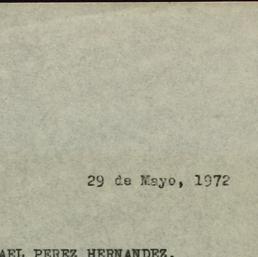 29 de Mayo, 1972
AEL PEREZ HERNANDEZ.